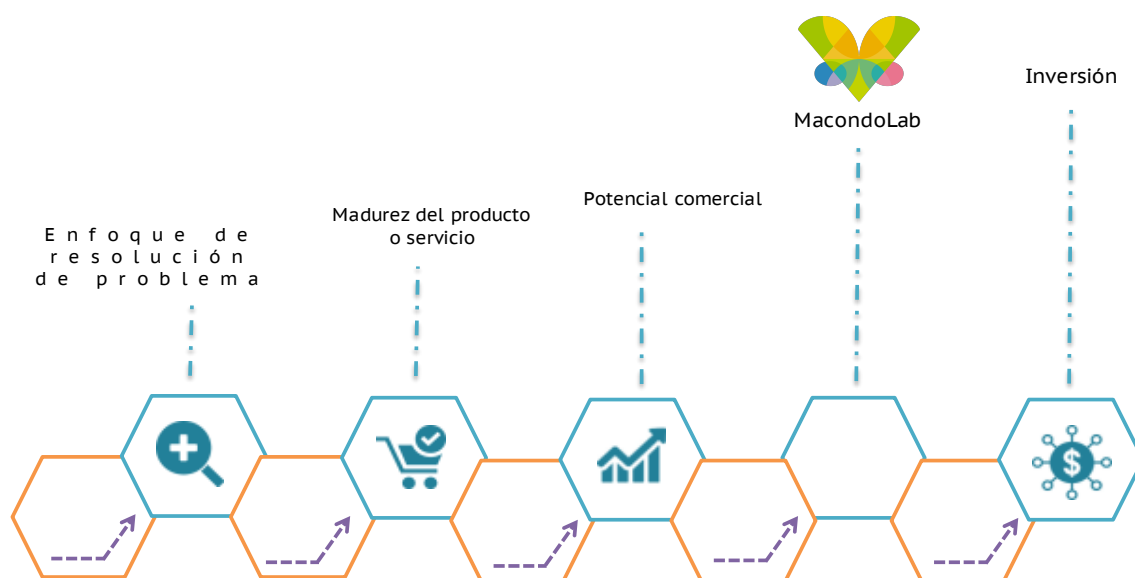 Enfoque de
resolución
de problema
Madurez del producto
o servicio
Potencial comercial
MacondoLab
Inversión
$